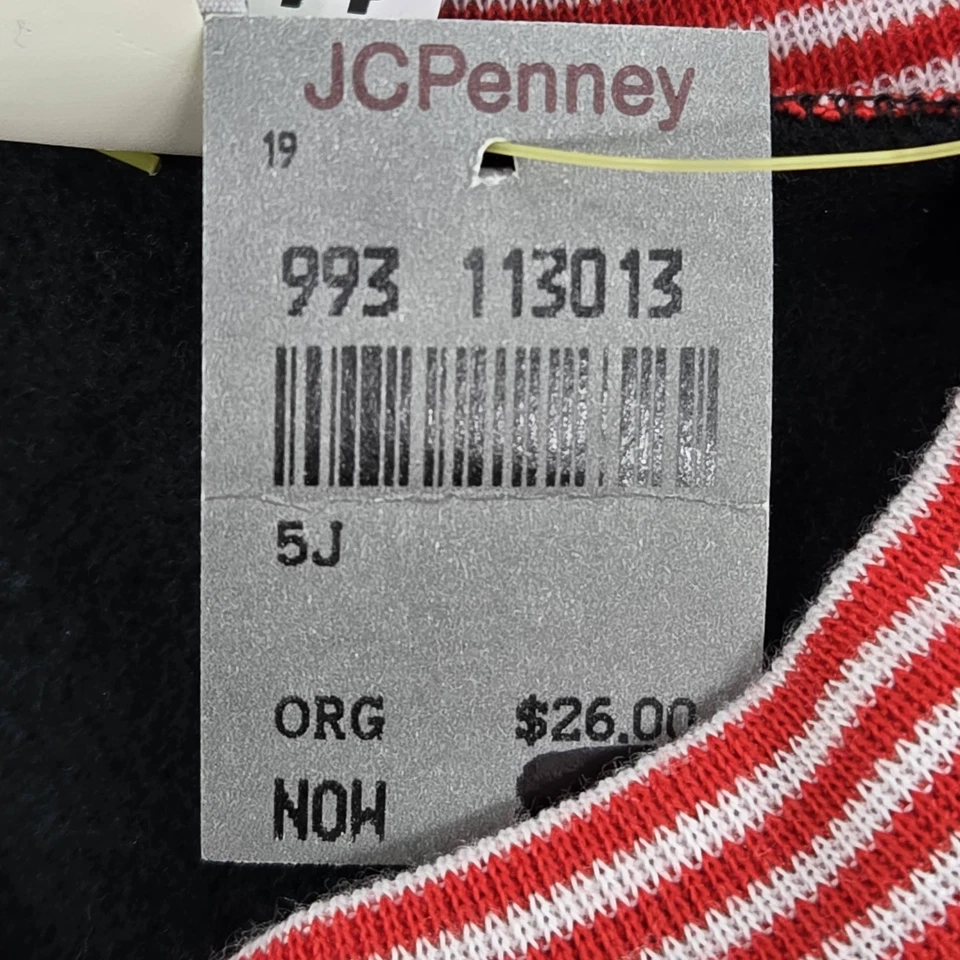 JCPenney
19
993 113013
5J
ORG $26.00
NOW